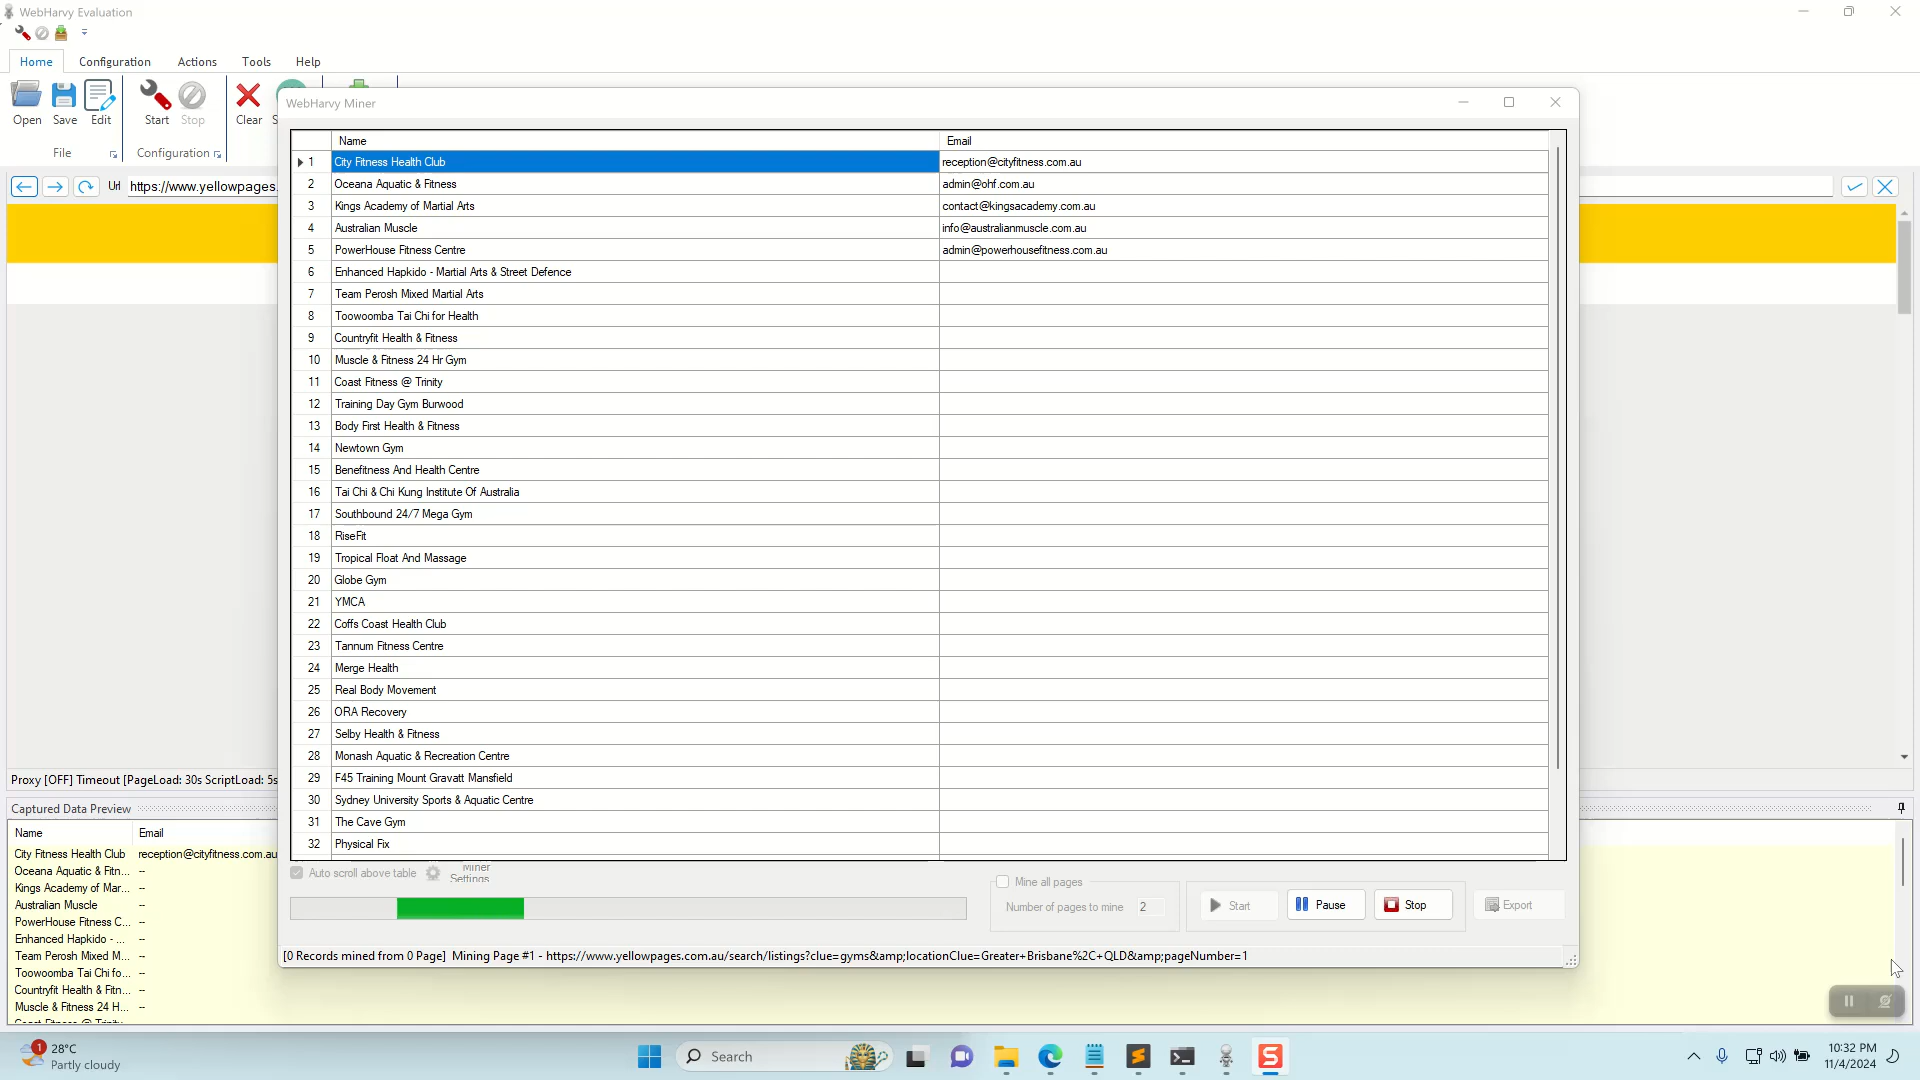 WebHarvy Evaluation
Home Configuration Actions Tools Help
Open Save Edit Start Stop Clear
File Configuration
Url https://www.yellowpages.
WebHarvy Miner
Name Email
1 City Fitness Health Club reception@cityfitness.com.au
2 Oceana Aquatic & Fitness admin@ohf.com.au
3 Kings Academy of Martial Arts contact@kingsacademy.com.au
4 Australian Muscle info@australianmuscle.com.au
5 PowerHouse Fitness Centre admin@powerhousefitness.com.au
6 Enhanced Hapkido - Martial Arts & Street Defence
7 Team Perosh Mixed Martial Arts
8 Toowoomba Tai Chi for Health
9 Countryfit Health & Fitness
10 Muscle & Fitness 24 Hr Gym
11 Coast Fitness @ Trinity
12 Training Day Gym Burwood
13 Body First Health & Fitness
14 Newtown Gym
15 Benefitness And Health Centre
16 Tai Chi & Chi Kung Institute Of Australia
17 Southbound 24/7 Mega Gym
18 RiseFit
19 Tropical Float And Massage
20 Globe Gym
21 YMCA
22 Coffs Coast Health Club
23 Tannum Fitness Centre
24 Merge Health
25 Real Body Movement
26 ORA Recovery
27 Selby Health & Fitness
28 Monash Aquatic & Recreation Centre
29 F45 Training Mount Gravatt Mansfield
30 Sydney University Sports & Aquatic Centre
31 The Cave Gym
32 Physical Fix
Auto scroll above table Miner Settings
Mine all pages
Number of pages to mine 2
Start Pause Stop Export
[0 Records mined from 0 Page] Mining Page #1 - https://www.yellowpages.com.au/search/listings?clue=gyms&amp;locationClue=Greater+Brisbane%2C+QLD&amp;pageNumber=1
Proxy [OFF] Timeout [PageLoad: 30s ScriptLoad: 5s
Captured Data Preview
Name Email
City Fitness Health Club reception@cityfitness.com.au
Oceana Aquatic & Fitn... --
Kings Academy of Mar... --
Australian Muscle --
PowerHouse Fitness C... --
Enhanced Hapkido - ... --
Team Perosh Mixed M... --
Toowoomba Tai Chi fo... --
Countryfit Health & Fitn... --
Muscle & Fitness 24 H... --
1 28°C
Partly cloudy
Search
10:32 PM
11/4/2024